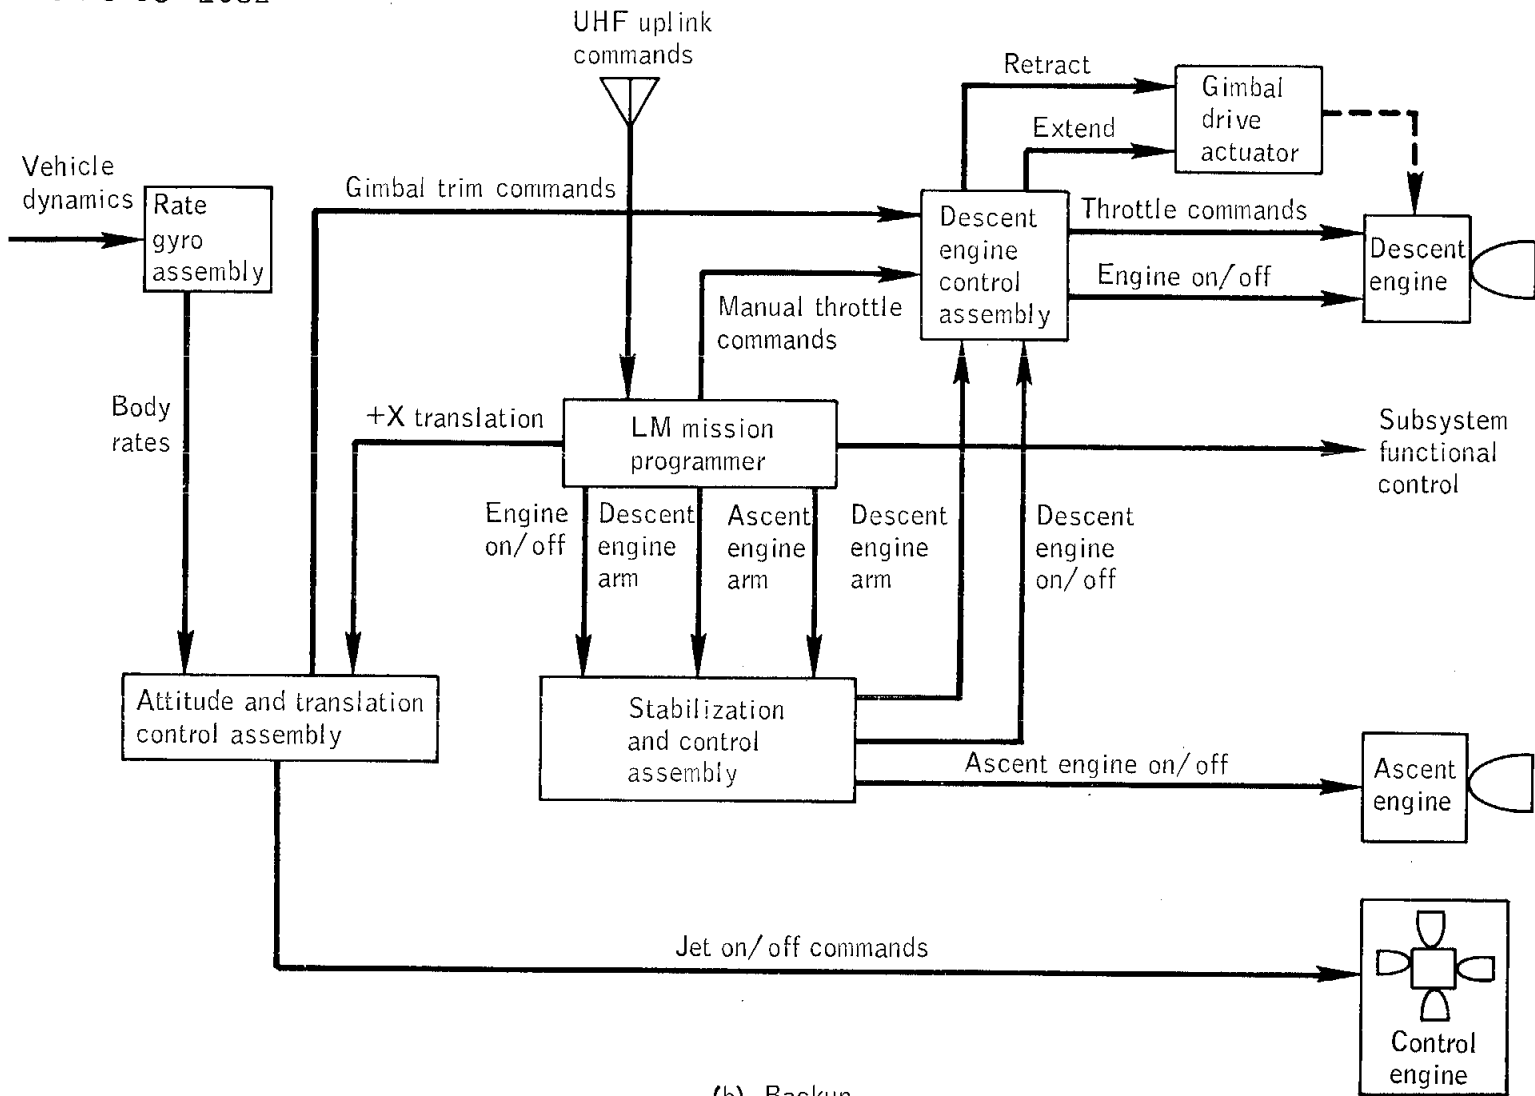 UHF uplink
commands
Retract
Gimbal
drive
actuator
Extend
Vehicle
dynamics
Rate
gyro
assembly
Gimbal trim commands
Descent
engine
control
assembly
Throttle commands
Descent
engine
Engine on/off
Manual throttle
commands
Body
rates
+X translation
LM mission
programmer
Subsystem
functional
control
Engine
on/off
Descent
engine
arm
Ascent
engine
arm
Descent
engine
arm
Descent
engine
on/off
Attitude and translation
control assembly
Stabilization
and control
assembly
Ascent engine on/off
Ascent
engine
Jet on/off commands
Control
engine
(b) Backup